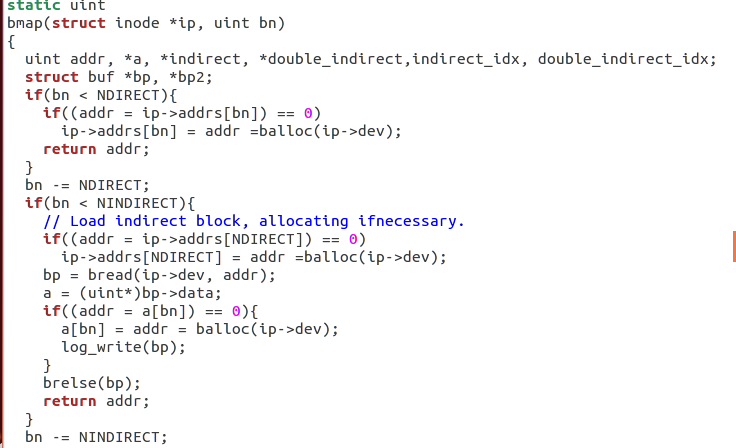 static uint
bmap(struct inode *ip, uint bn)
{
  uint addr, *a, *indirect, *double_indirect,indirect_idx, double_indirect_idx;
  struct buf *bp, *bp2;
  if(bn < NDIRECT){
    if((addr = ip->addrs[bn]) == 0)
      ip->addrs[bn] = addr =balloc(ip->dev);
    return addr;
  }
  bn -= NDIRECT;
  if(bn < NINDIRECT){
    // Load indirect block, allocating ifnecessary.
    if((addr = ip->addrs[NDIRECT]) == 0)
      ip->addrs[NDIRECT] = addr =balloc(ip->dev);
    bp = bread(ip->dev, addr);
    a = (uint*)bp->data;
    if((addr = a[bn]) == 0){
      a[bn] = addr = balloc(ip->dev);
      log_write(bp);
    }
    brelse(bp);
    return addr;
  }
  bn -= NINDIRECT;